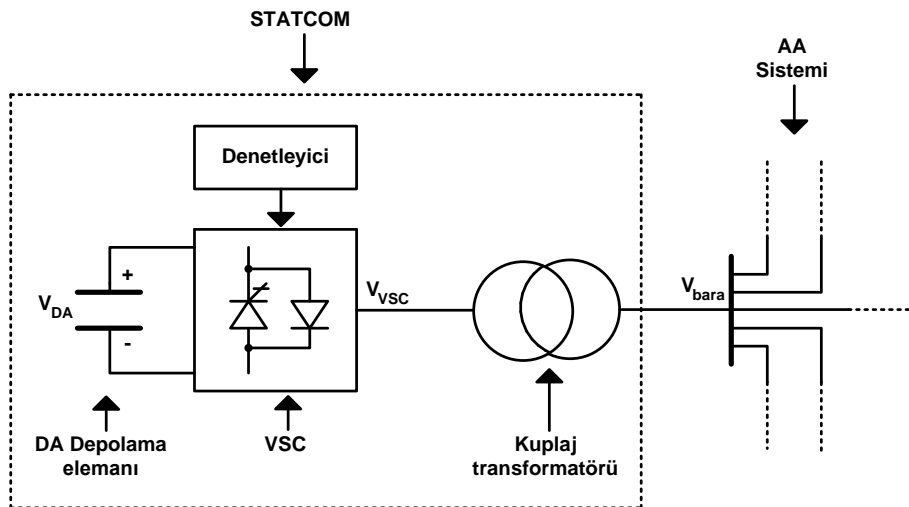 STATCOM
AA
Sistemi
Denetleyici
+
V_DA
-
V_VSC
V_bara
DA Depolama
elemanı
VSC
Kuplaj
transformatörü